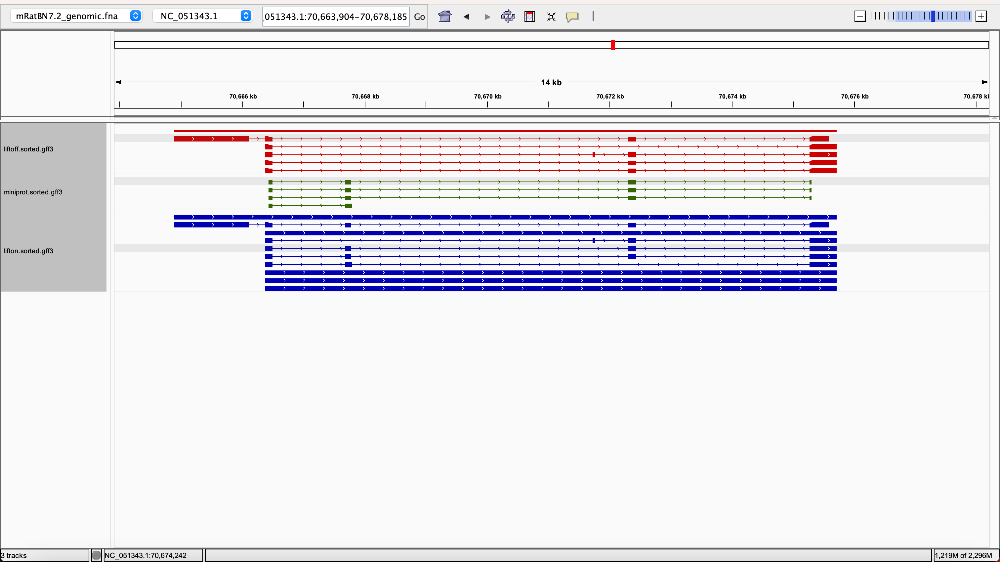 mRatBN7.2_genomic.fna
NC_051343.1
051343.1:70,663,904-70,678,185
Go
14 kb
70,666 kb
70,668 kb
70,670 kb
70,672 kb
70,674 kb
70,676 kb
70,678 k
liftoff.sorted.gff3
miniprot.sorted.gff3
lifton.sorted.gff3
3 tracks
NC_051343.1:70,674,242
1,219M of 2,296M